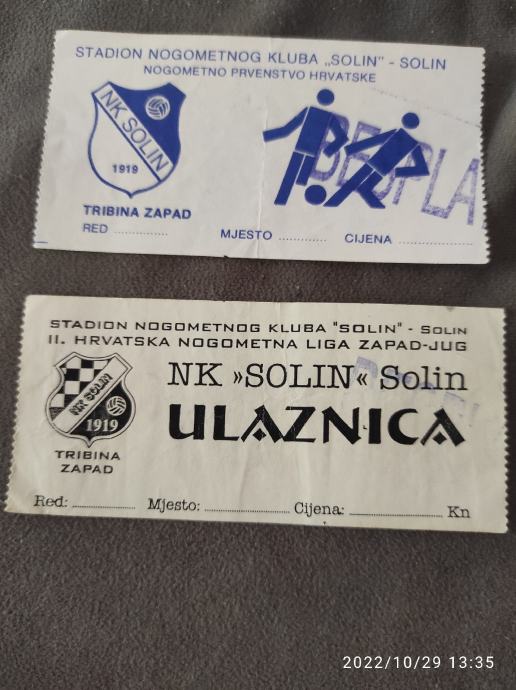 STADION NOGOMETNOG KLUBA „SOLIN" - SOLIN
NOGOMETNO PRVENSTVO HRVATSKE
NK SOLIN
1919
TRIBINA ZAPAD
RED .............. MJESTO ............. CIJENA ....................
STADION NOGOMETNOG KLUBA "SOLIN" - SOLIN
II. HRVATSKA NOGOMETNA LIGA ZAPAD-JUG
NK SOLIN
1919
NK »SOLIN« Solin
ULAZNICA
TRIBINA
ZAPAD
Red: ........................ Mjesto: ........................ Cijena: ........................ Kn
2022/10/29 13:35